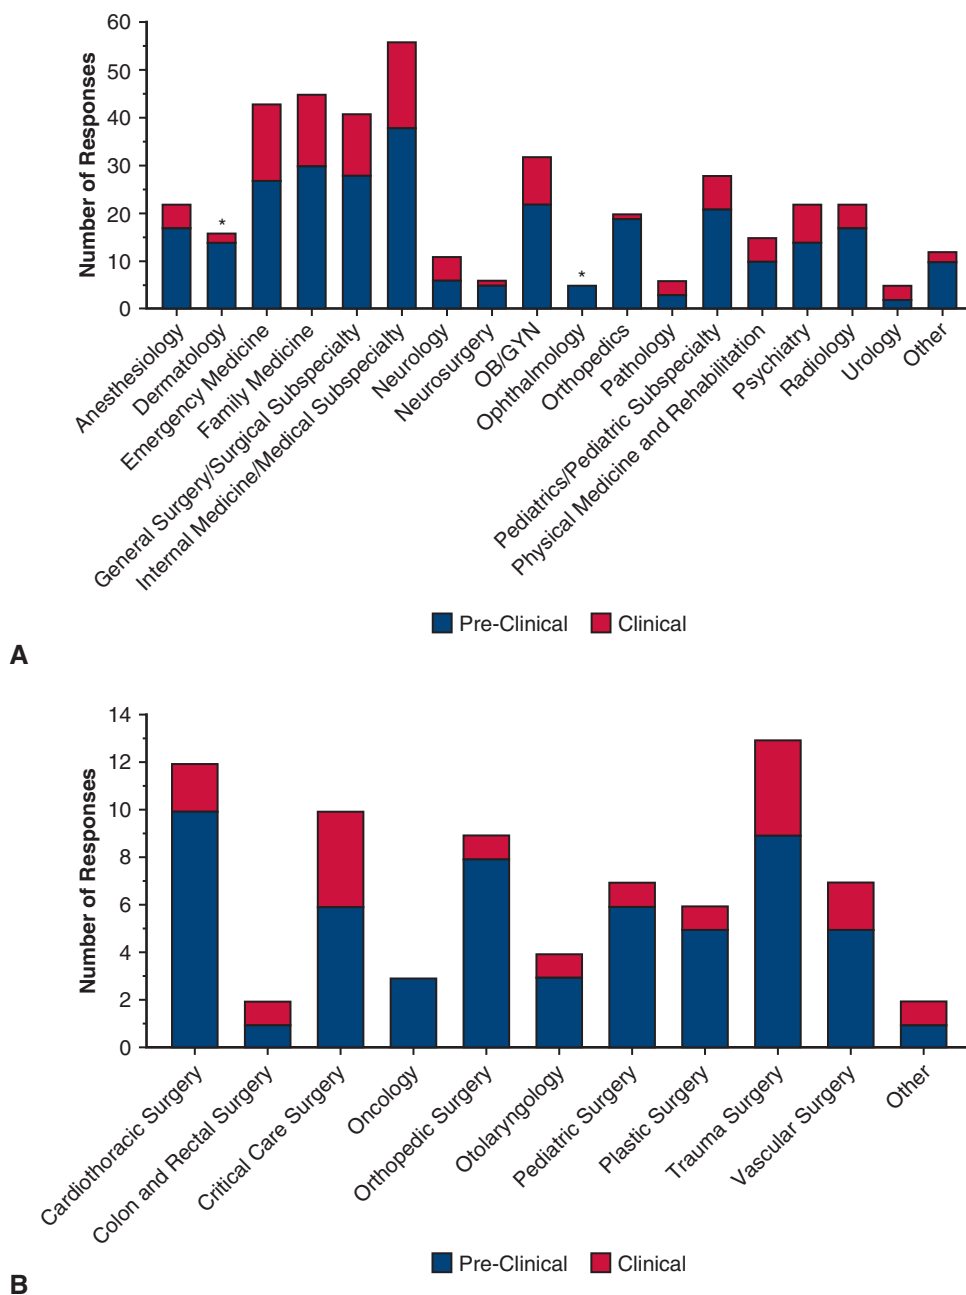 60
50
40
30
20
10
0
Number of Responses
*
*
Anesthesiology
Dermatology
Emergency Medicine
Family Medicine
General Surgery/Surgical Subspecialty
Internal Medicine/Medical Subspecialty
Neurology
Neurosurgery
OB/GYN
Ophthalmology
Orthopedics
Pathology
Pediatrics/Pediatric Subspecialty
Physical Medicine and Rehabilitation
Psychiatry
Radiology
Urology
Other
Pre-Clinical Clinical
A
14
12
10
8
6
4
2
0
Number of Responses
Cardiothoracic Surgery
Colon and Rectal Surgery
Critical Care Surgery
Oncology
Orthopedic Surgery
Otolaryngology
Pediatric Surgery
Plastic Surgery
Trauma Surgery
Vascular Surgery
Other
Pre-Clinical Clinical
B